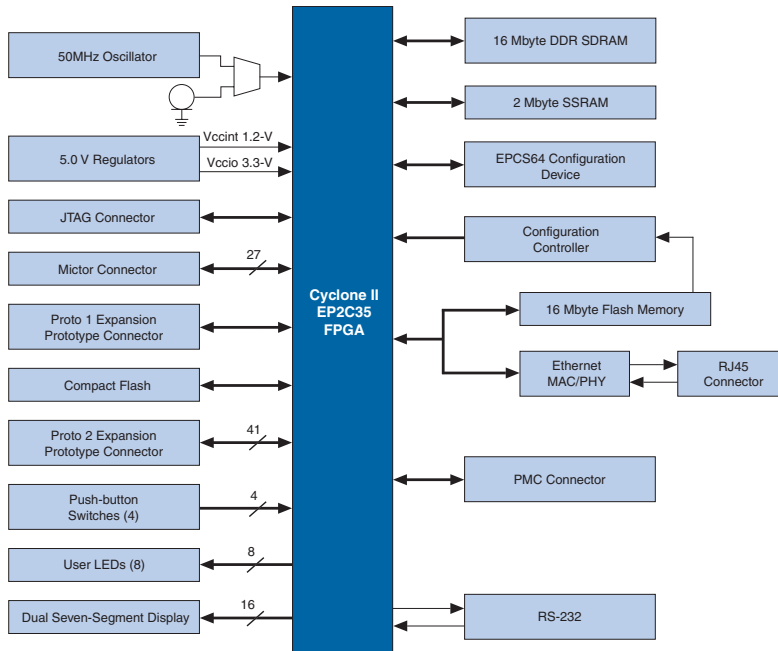 50MHz Oscillator
Vccint 1.2-V
5.0 V Regulators
Vccio 3.3-V
JTAG Connector
Mictor Connector
27
Proto 1 Expansion
Prototype Connector
Compact Flash
Proto 2 Expansion
Prototype Connector
41
Push-button
Switches (4)
4
User LEDs (8)
8
Dual Seven-Segment Display
16
Cyclone II
EP2C35
FPGA
16 Mbyte DDR SDRAM
2 Mbyte SSRAM
EPCS64 Configuration
Device
Configuration
Controller
16 Mbyte Flash Memory
Ethernet
MAC/PHY
RJ45
Connector
PMC Connector
RS-232